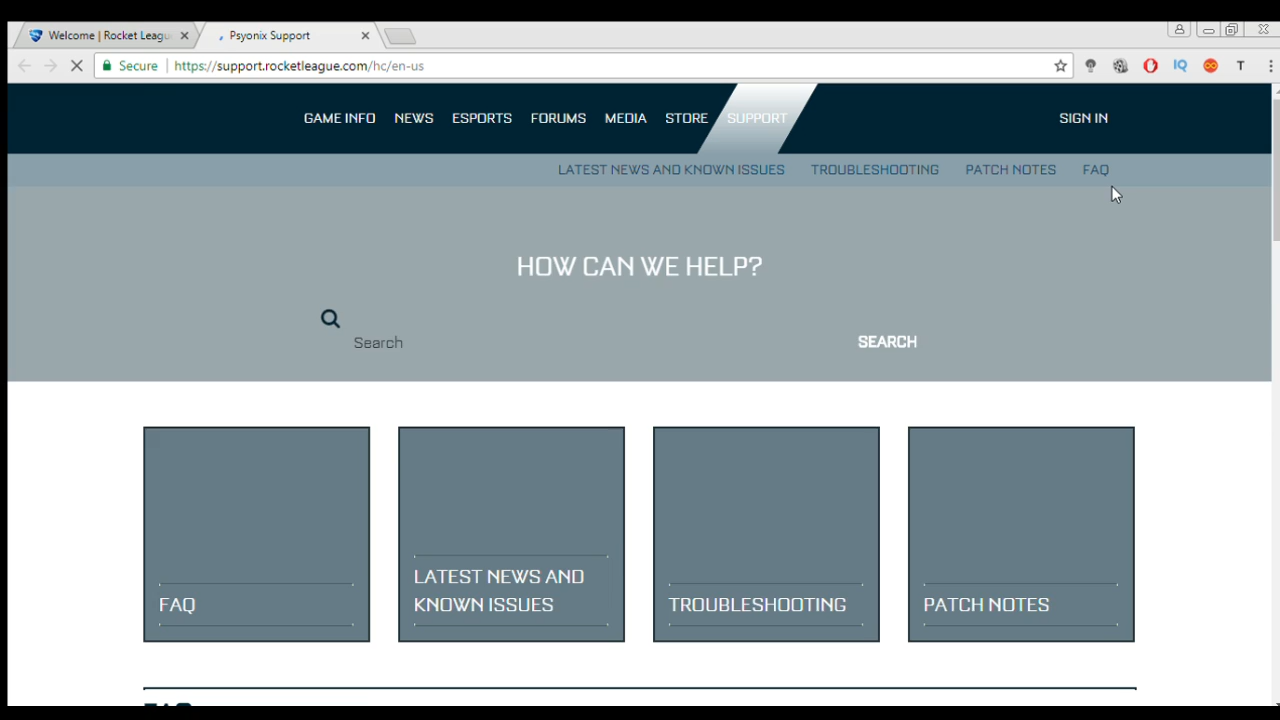 Welcome | Rocket Leagu
Psyonix Support
Secure
https://support.rocketleague.com/hc/en-us
IQ
T
GAME INFO
NEWS
ESPORTS
FORUMS
MEDIA
STORE
SUPPORT
SIGN IN
LATEST NEWS AND KNOWN ISSUES
TROUBLESHOOTING
PATCH NOTES
FAQ
HOW CAN WE HELP?
Search
SEARCH
FAQ
LATEST NEWS AND
KNOWN ISSUES
TROUBLESHOOTING
PATCH NOTES
FAQ